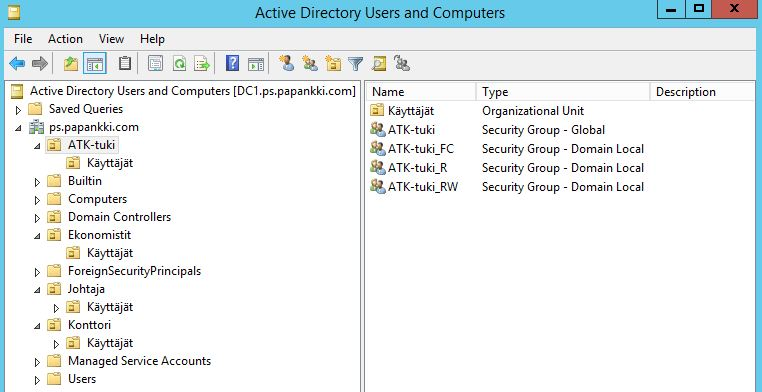 Active Directory Users and Computers
File Action View Help
Active Directory Users and Computers [DC1.ps.papankki.com]
Saved Queries
ps.papankki.com
ATK-tuki
Käyttäjät
Builtin
Computers
Domain Controllers
Ekonomistit
Käyttäjät
ForeignSecurityPrincipals
Johtaja
Käyttäjät
Konttori
Käyttäjät
Managed Service Accounts
Users
Name Type Description
Käyttäjät Organizational Unit
ATK-tuki Security Group - Global
ATK-tuki_FC Security Group - Domain Local
ATK-tuki_R Security Group - Domain Local
ATK-tuki_RW Security Group - Domain Local